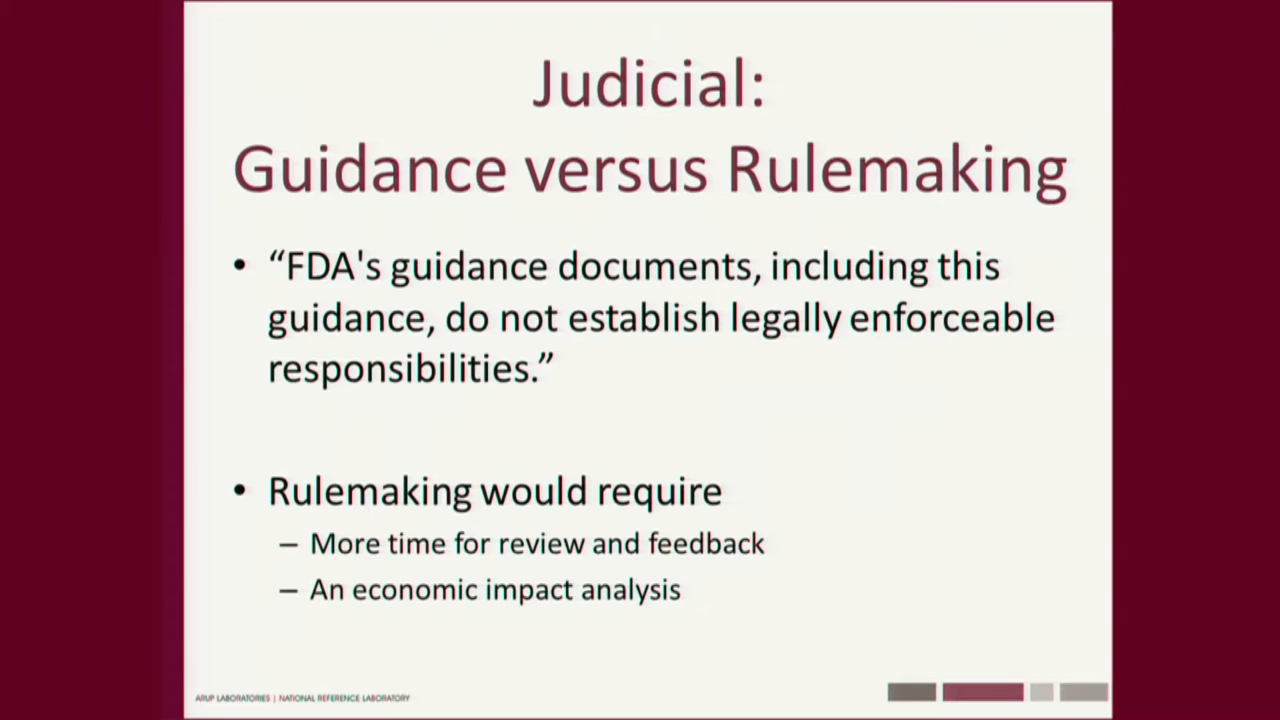 Judicial:
Guidance versus Rulemaking
• “FDA's guidance documents, including this
guidance, do not establish legally enforceable
responsibilities.”
• Rulemaking would require
– More time for review and feedback
– An economic impact analysis
ARUP LABORATORIES | NATIONAL REFERENCE LABORATORY